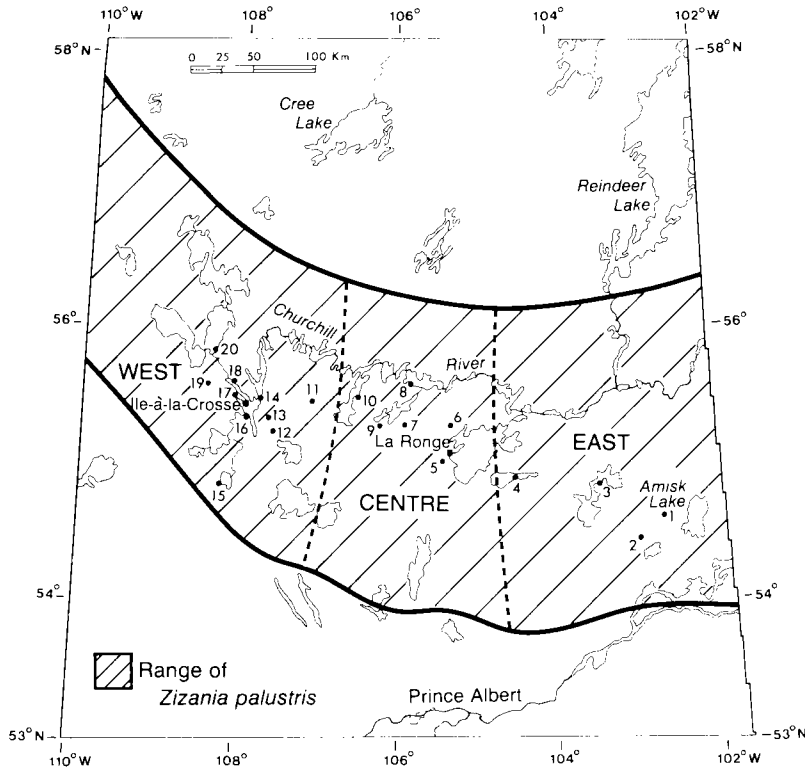 110°W
108°
106°
104°
102°W
58°N
58°N
0 25 50 100 Km
Cree
Lake
Reindeer
Lake
56°
56°
Churchill
River
WEST
Ile-à-la-Crosse
La Ronge
CENTRE
EAST
Amisk
Lake
20
19
18
17
14
16
13
12
11
15
10
8
9
7
6
5
4
3
1
2
54°
54°
Range of
Zizania palustris
Prince Albert
53°N
53°N
110°W
108°
106°
104°
102°W